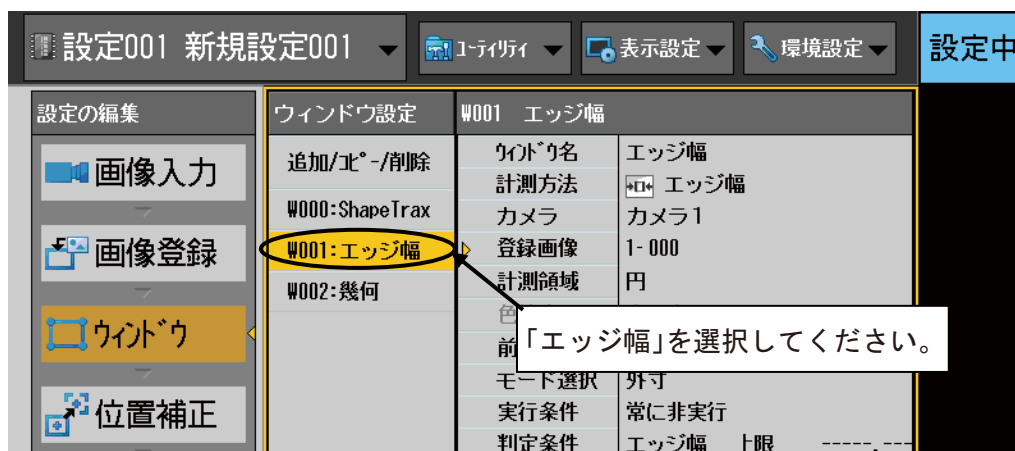 設定001 新規設定001
ユーティリティ
表示設定
環境設定
設定中
設定の編集
画像入力
画像登録
ウィンドウ
位置補正
ウィンドウ設定
追加/コピー/削除
W000:ShapeTrax
W001:エッジ幅
W002:幾何
W001 エッジ幅
ウィンドウ名 エッジ幅
計測方法 エッジ幅
カメラ カメラ1
登録画像 1-000
計測領域 円
色
前
モード選択 外寸
実行条件 常に非実行
判定条件 エッジ幅 上限 -----.---
「エッジ幅」を選択してください。